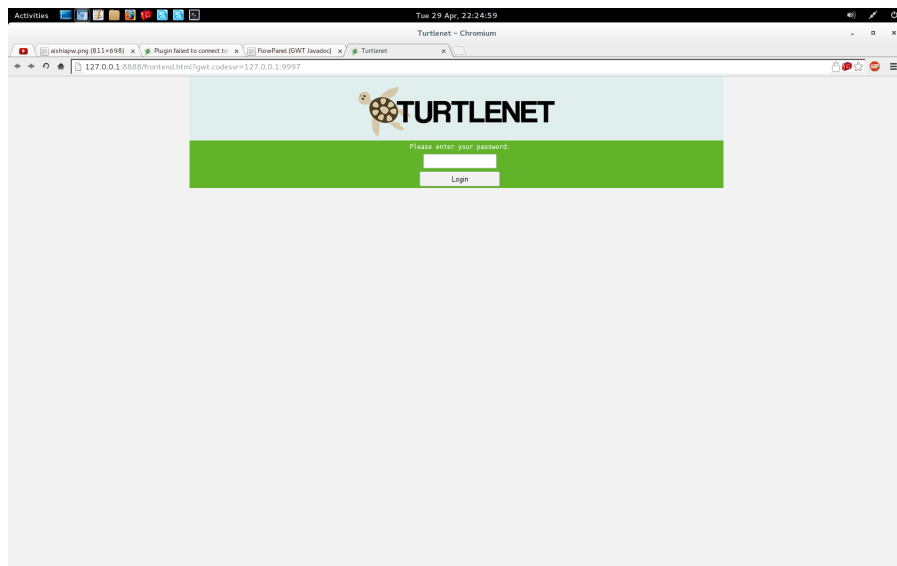 Activities
Tue 29 Apr, 22:24:59
Turtlenet - Chromium
aishiapw.png (811×698)
Plugin failed to connect to
FlowPanel (GWT Javadoc)
Turtlenet
127.0.0.1:8888/frontend.html?gwt.codesvr=127.0.0.1:9997
ABP
TURTLENET
Please enter your password:
Login